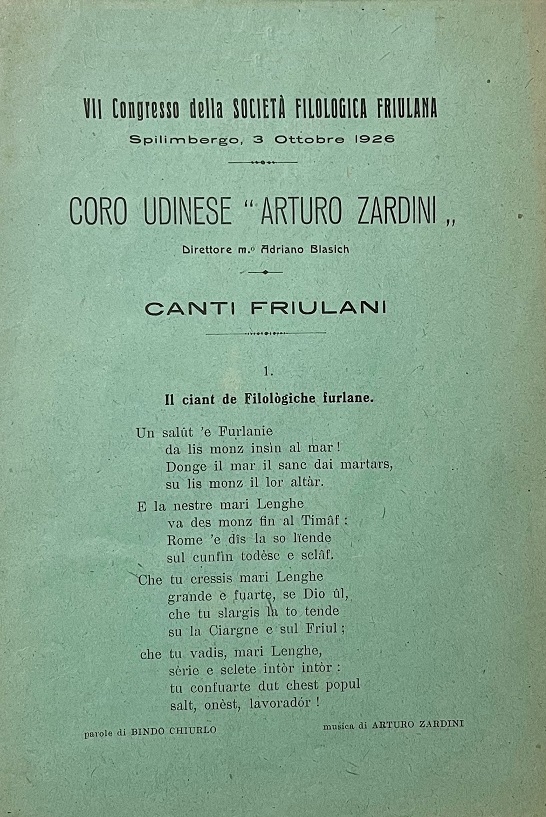 VII Congresso della SOCIETÀ FILOLOGICA FRIULANA
Spilimbergo, 3 Ottobre 1926
CORO UDINESE “ ARTURO ZARDINI „
Direttore m.º Adriano Blasich
CANTI FRIULANI
1.
Il ciant de Filològiche furlane.
Un salût 'e Furlanie
da lis monz insin al mar !
Donge il mar il sanc dai martars,
su lis monz il lor altàr.
E la nestre mari Lenghe
va des monz fin al Timâf :
Rome 'e dîs la so lïende
sul cunfin todèsc e sclâf.
Che tu cressis mari Lenghe
grande e fuarte, se Dio ûl,
che tu slargis la to tende
su la Ciargne e sul Friul ;
che tu vadis, mari Lenghe,
sèrie e sclete intòr intòr :
tu confuarte dut chest popul
salt, onèst, lavoradór !
parole di BINDO CHIURLO
musica di ARTURO ZARDINI